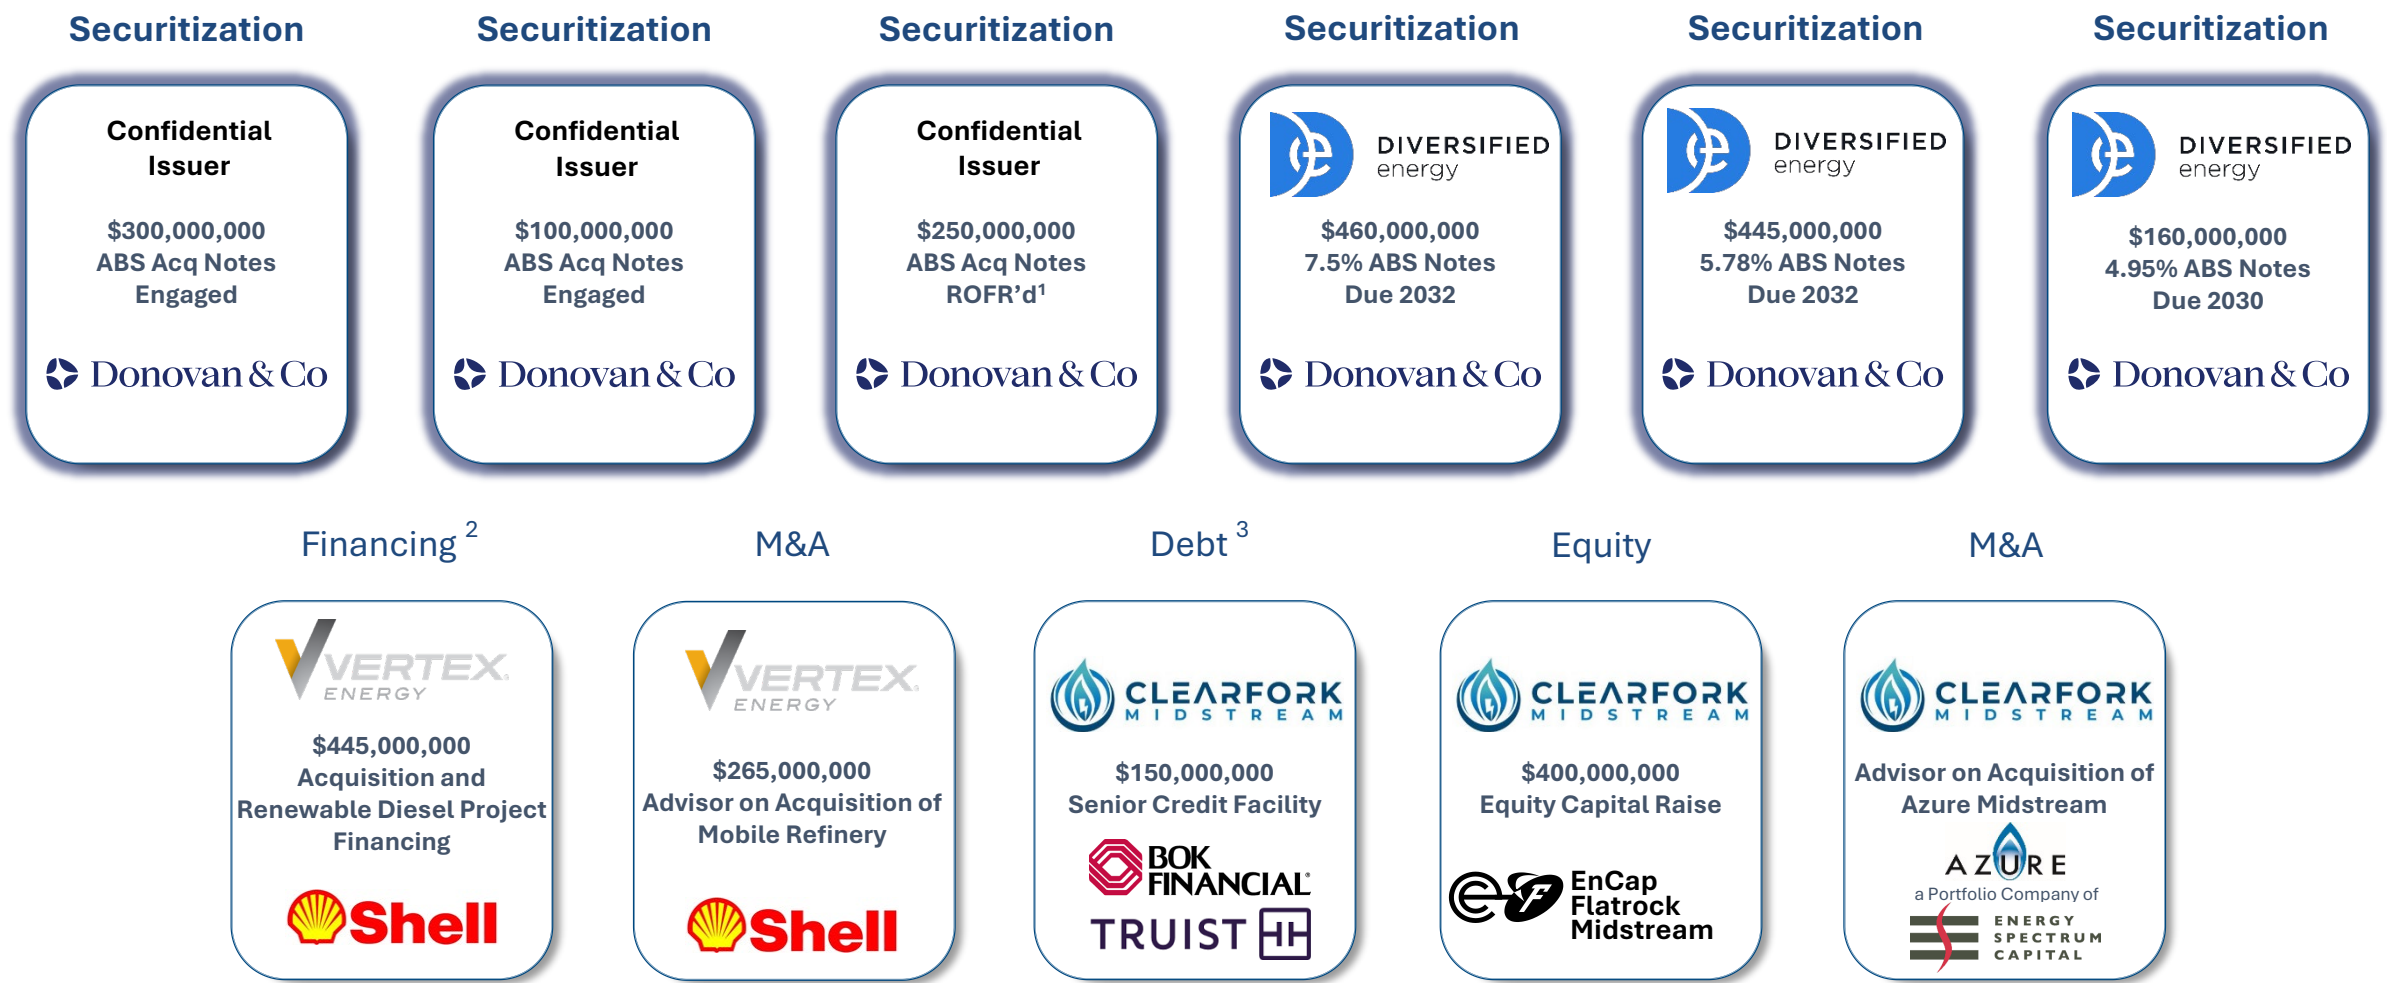 Securitization
Confidential
Issuer
$300,000,000
ABS Acq Notes
Engaged
Donovan & Co
Securitization
Confidential
Issuer
$100,000,000
ABS Acq Notes
Engaged
Donovan & Co
Securitization
Confidential
Issuer
$250,000,000
ABS Acq Notes
ROFR’d¹
Donovan & Co
Securitization
DIVERSIFIED
energy
$460,000,000
7.5% ABS Notes
Due 2032
Donovan & Co
Securitization
DIVERSIFIED
energy
$445,000,000
5.78% ABS Notes
Due 2032
Donovan & Co
Securitization
DIVERSIFIED
energy
$160,000,000
4.95% ABS Notes
Due 2030
Donovan & Co
Financing ²
VERTEX
ENERGY
$445,000,000
Acquisition and
Renewable Diesel Project
Financing
Shell
M&A
VERTEX
ENERGY
$265,000,000
Advisor on Acquisition of
Mobile Refinery
Shell
Debt ³
CLEARFORK
MIDSTREAM
$150,000,000
Senior Credit Facility
BOK
FINANCIAL
TRUIST
Equity
CLEARFORK
MIDSTREAM
$400,000,000
Equity Capital Raise
EnCap
Flatrock
Midstream
M&A
CLEARFORK
MIDSTREAM
Advisor on Acquisition of
Azure Midstream
AZURE
a Portfolio Company of
ENERGY
SPECTRUM
CAPITAL